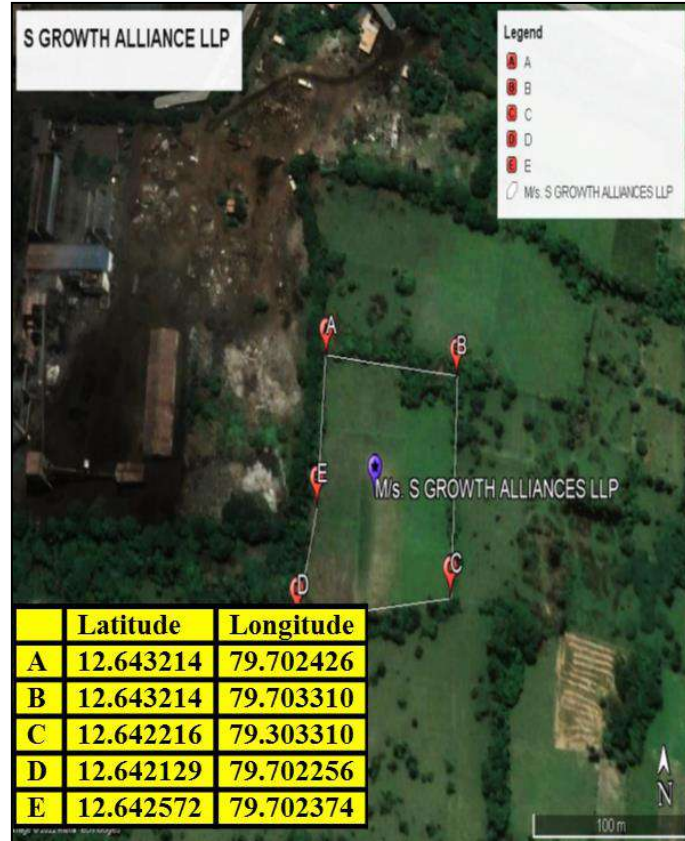 S GROWTH ALLIANCE LLP
Legend
A A
B B
C C
D D
E E
M/s. S GROWTH ALLIANCES LLP
A
B
E
M/s. S GROWTH ALLIANCES LLP
C
D
Latitude Longitude
A 12.643214 79.702426
B 12.643214 79.703310
C 12.642216 79.303310
D 12.642129 79.702256
E 12.642572 79.702374
N
100 m